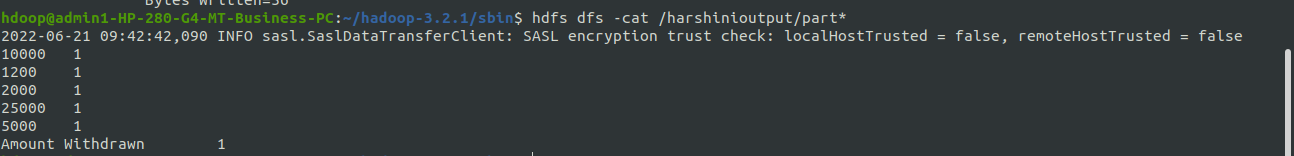 Bytes Written=36
hdoop@admin1-HP-280-G4-MT-Business-PC:~/hadoop-3.2.1/sbin$ hdfs dfs -cat /harshinioutput/part*
2022-06-21 09:42:42,090 INFO sasl.SaslDataTransferClient: SASL encryption trust check: localHostTrusted = false, remoteHostTrusted = false
10000 1
1200 1
2000 1
25000 1
5000 1
Amount Withdrawn 1